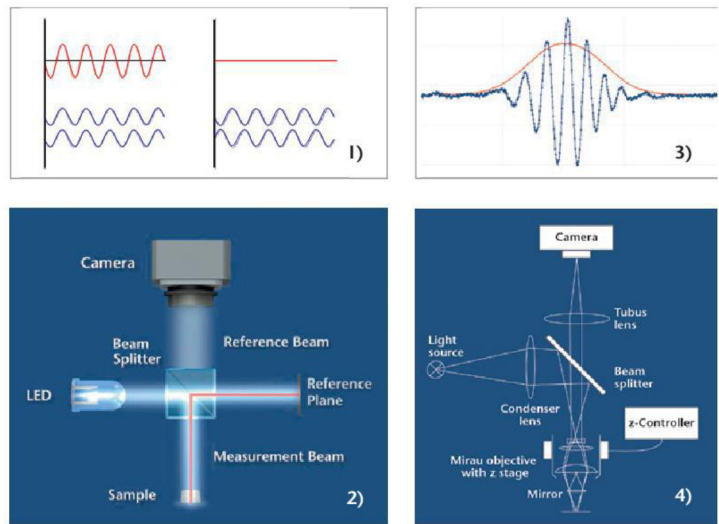 1)
3)
Camera
Beam
Splitter
Reference Beam
LED
Reference
Plane
Measurement Beam
Sample
2)
Camera
Tubus
lens
Light
source
Beam
splitter
Condenser
lens
z-Controller
Mirau objective
with z stage
Mirror
4)